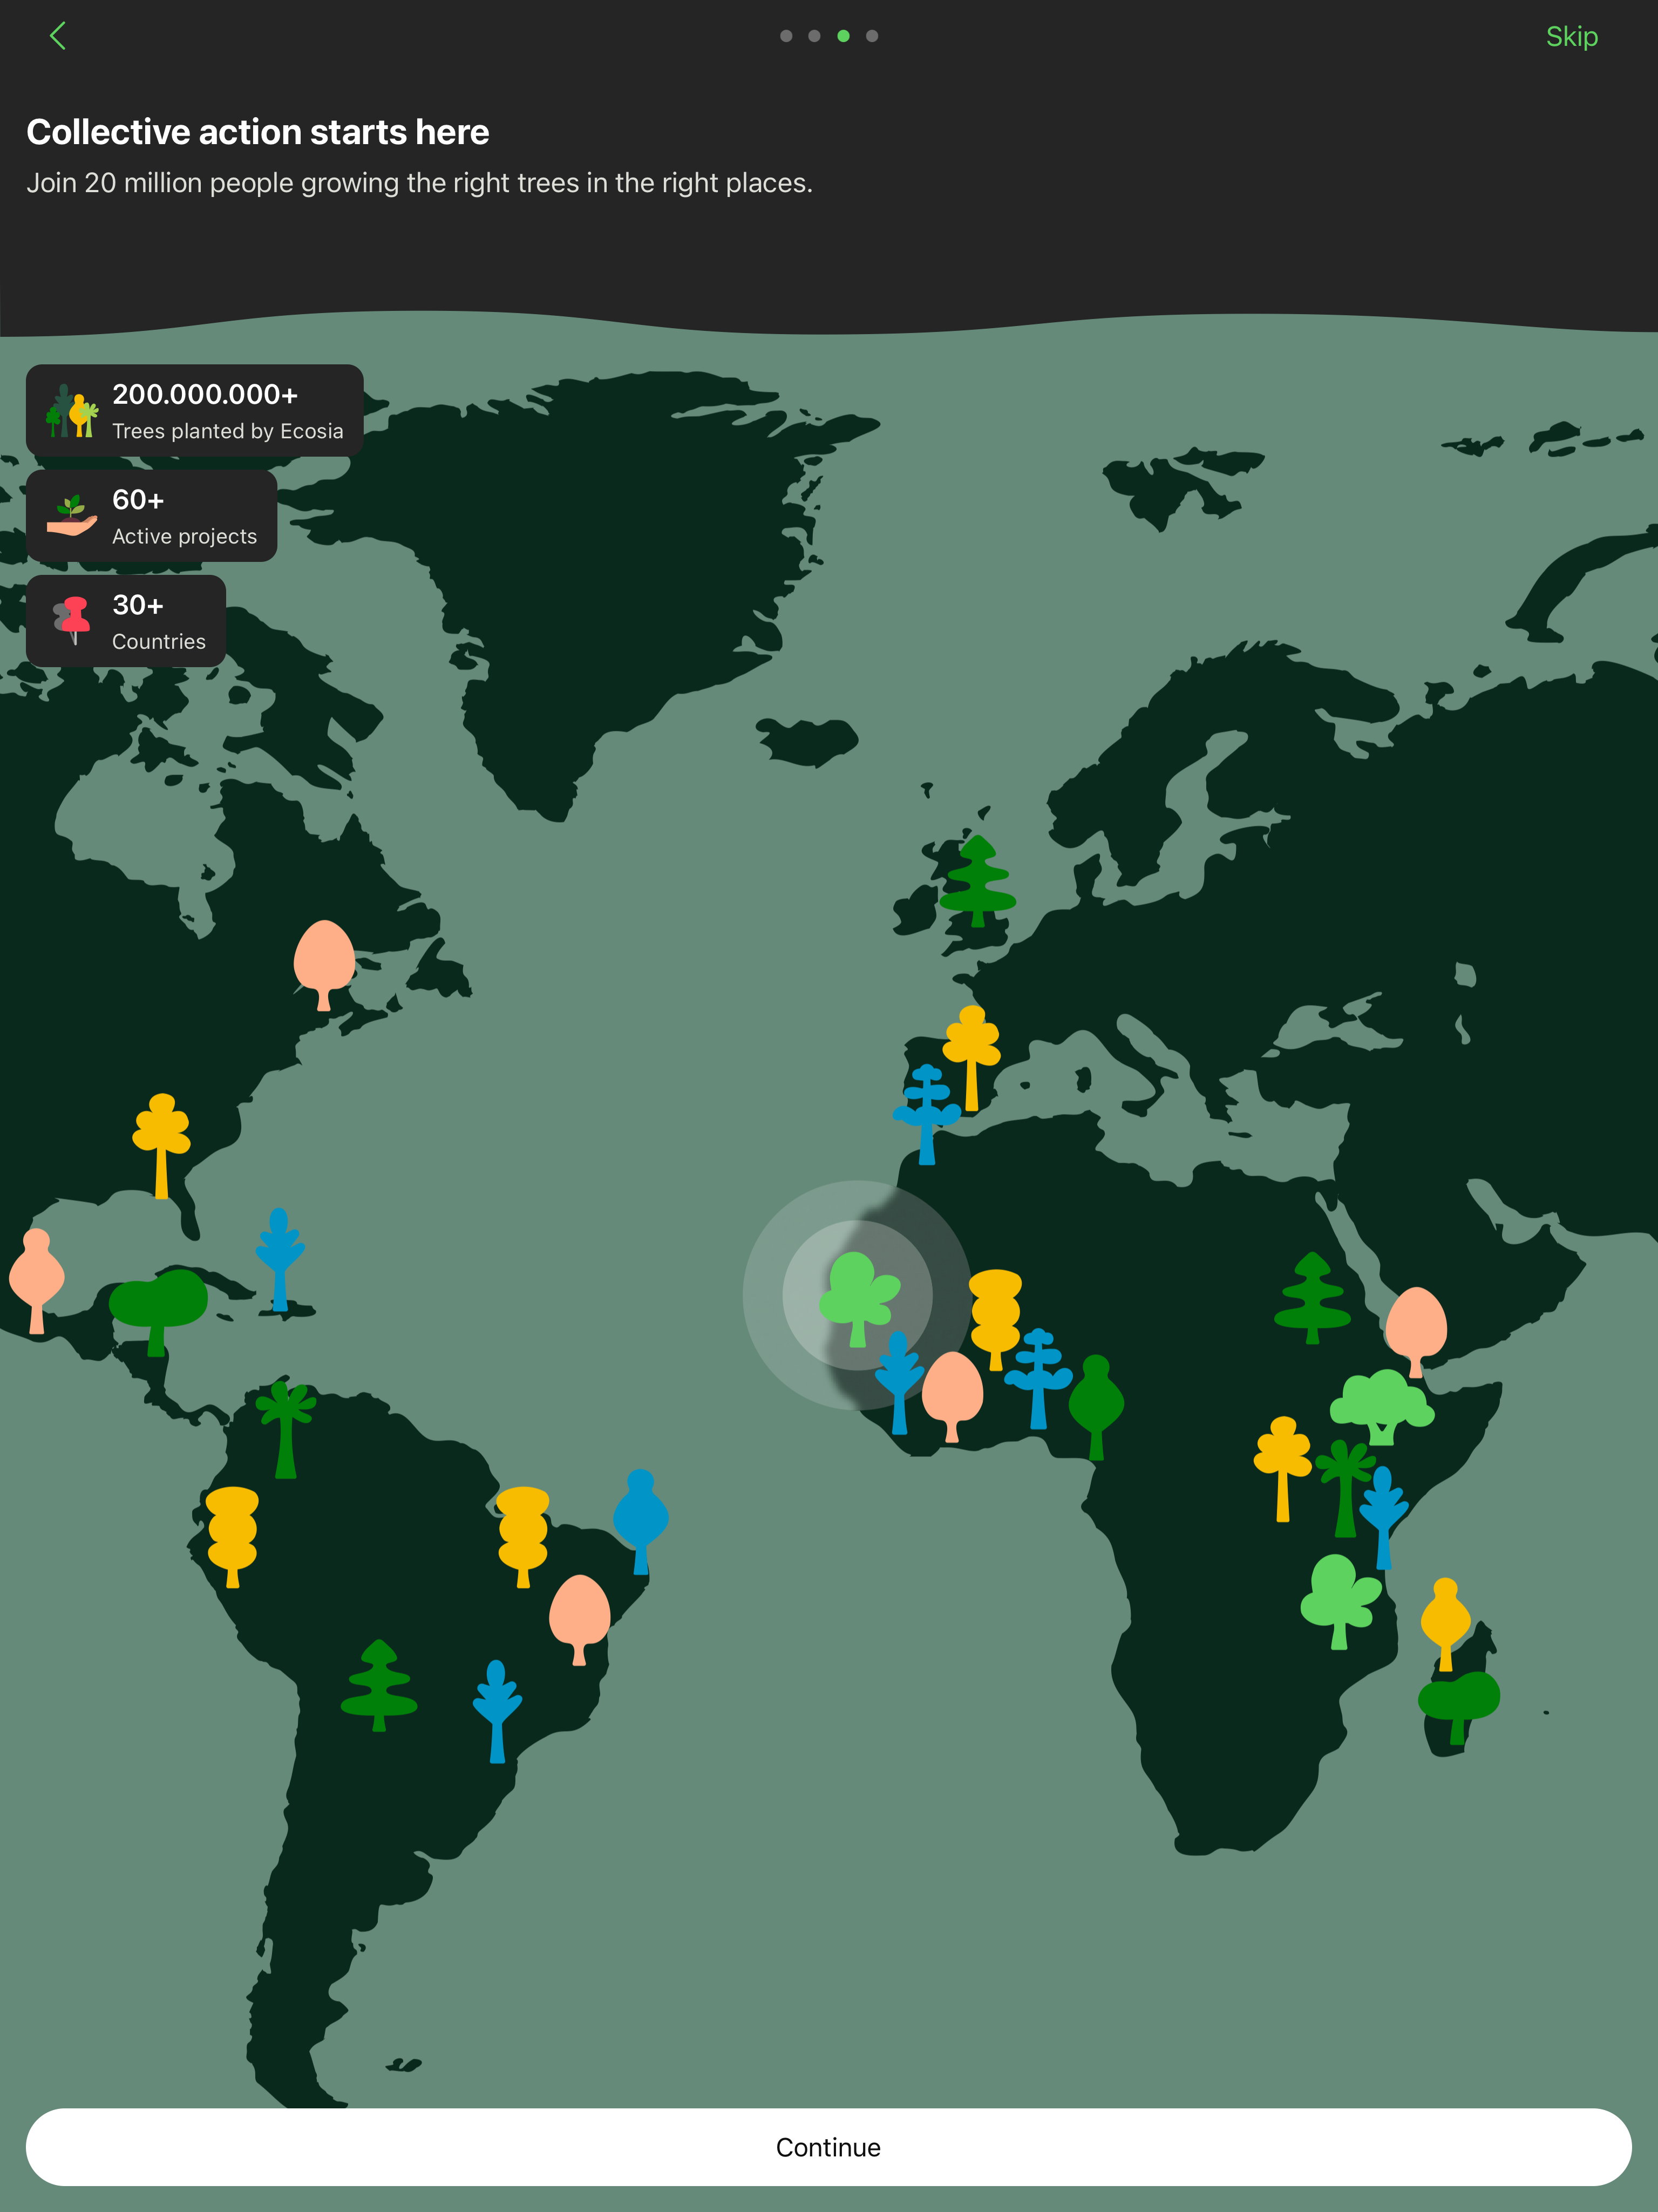 Skip
Collective action starts here
Join 20 million people growing the right trees in the right places.
200.000.000+
Trees planted by Ecosia
60+
Active projects
30+
Countries
Continue